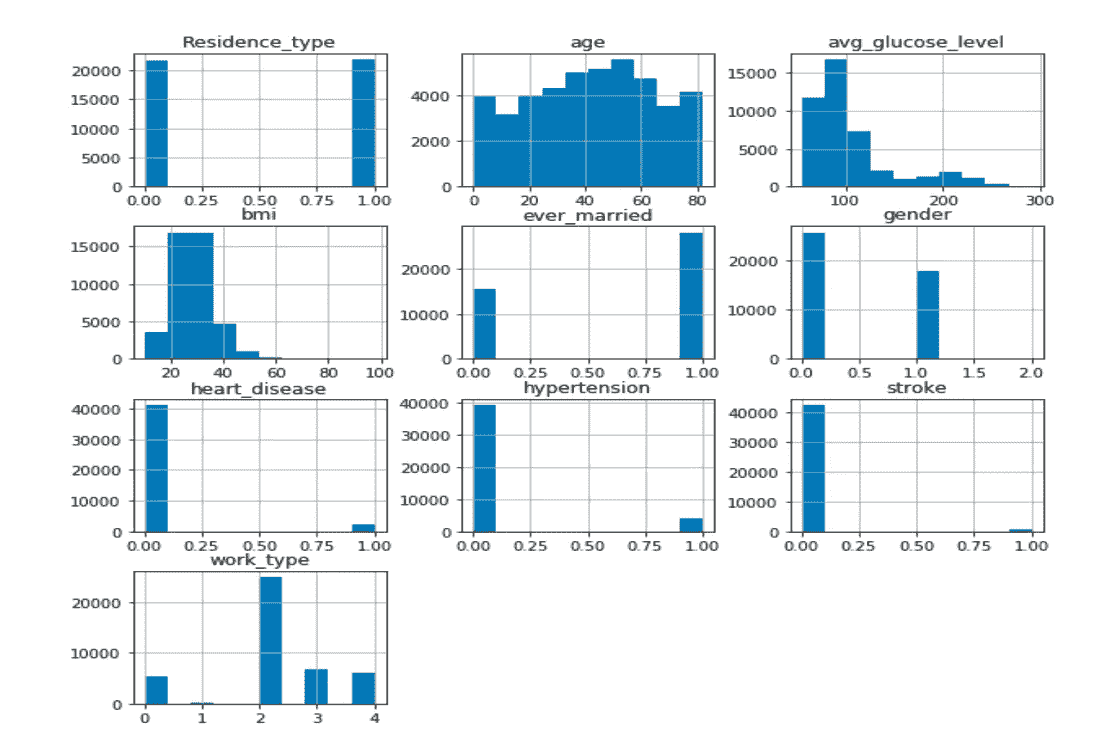 Residence_type age avg_glucose_level
20000 15000 10000 5000 0
0.00 0.25 0.50 0.75 1.00
4000 2000 0
0 20 40 60 80
15000 10000 5000 0
100 200 300
bmi ever_married gender
15000 10000 5000 0
20 40 60 80 100
20000 10000 0
0.00 0.25 0.50 0.75 1.00
20000 10000 0
0.0 0.5 1.0 1.5 2.0
heart_disease hypertension stroke
40000 30000 20000 10000 0
0.00 0.25 0.50 0.75 1.00
40000 30000 20000 10000 0
0.00 0.25 0.50 0.75 1.00
40000 30000 20000 10000 0
0.00 0.25 0.50 0.75 1.00
work_type
20000 10000 0
0 1 2 3 4